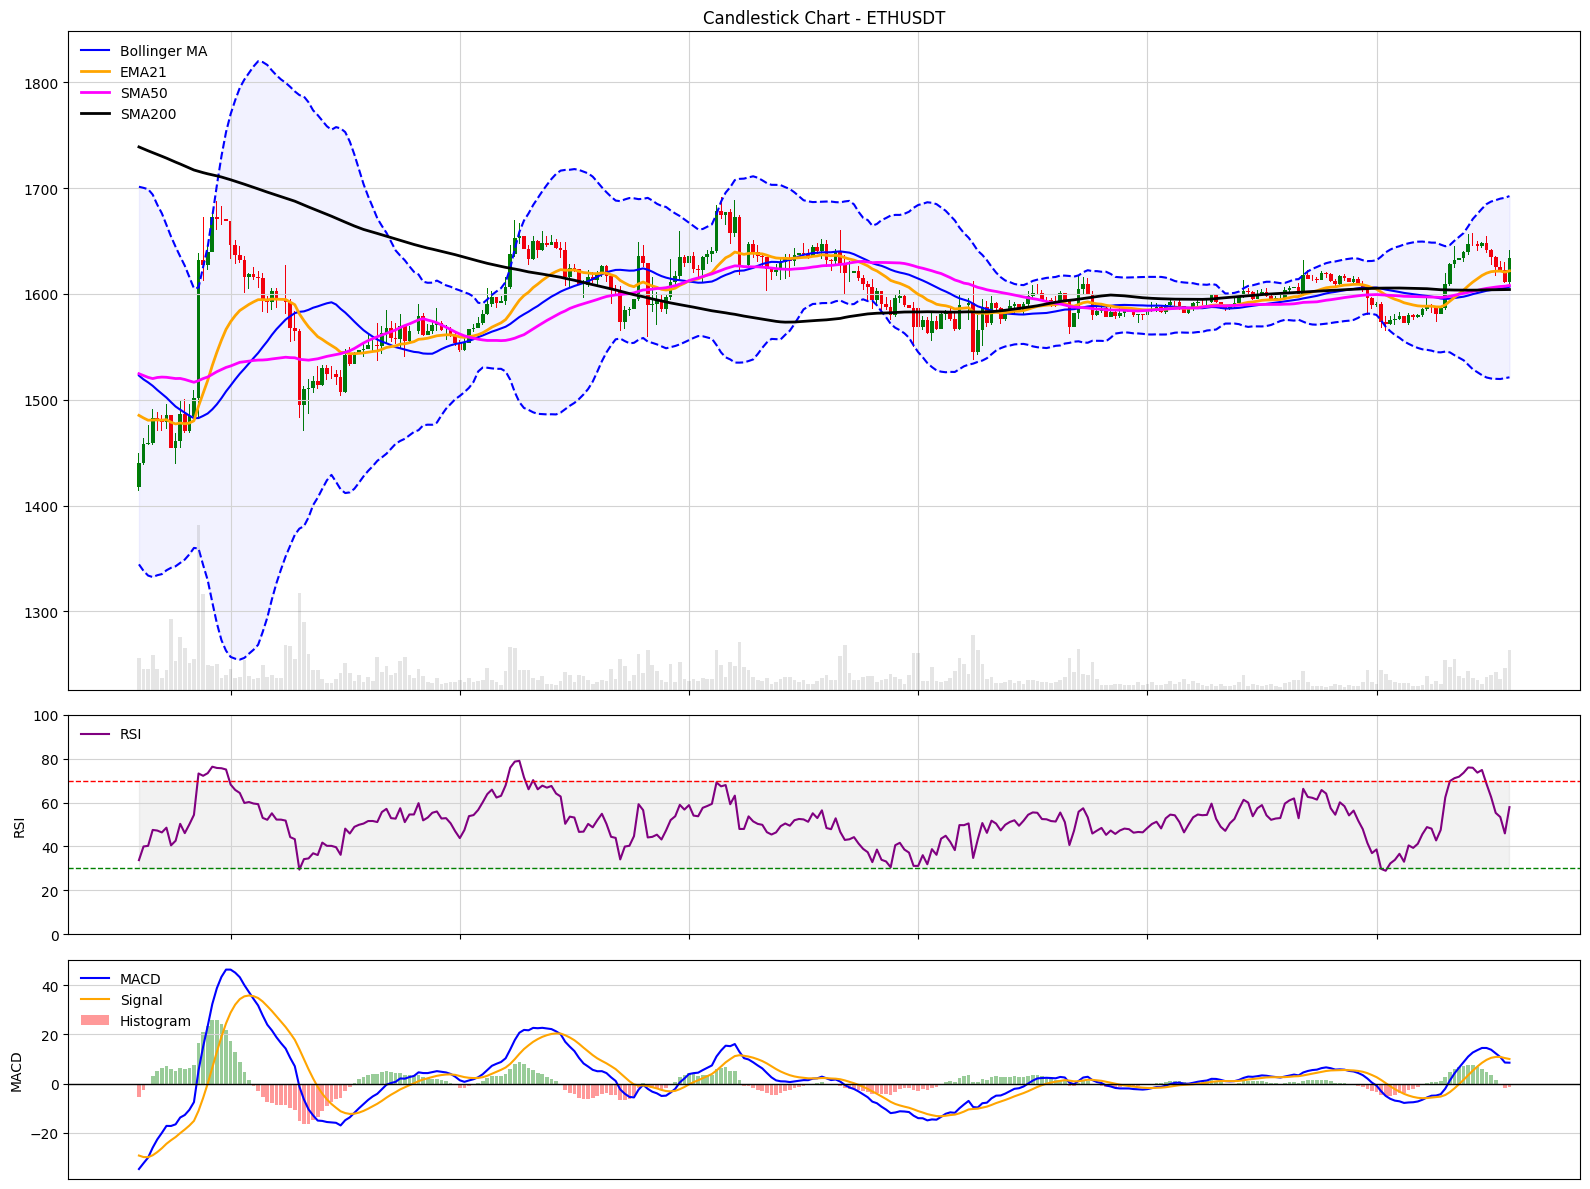 Candlestick Chart - ETHUSDT
Bollinger MA
EMA21
SMA50
SMA200
1800
1700
1600
1500
1400
1300
100
RSI
80
60
RSI
40
20
0
MACD
40
Signal
Histogram
20
MACD
0
−20